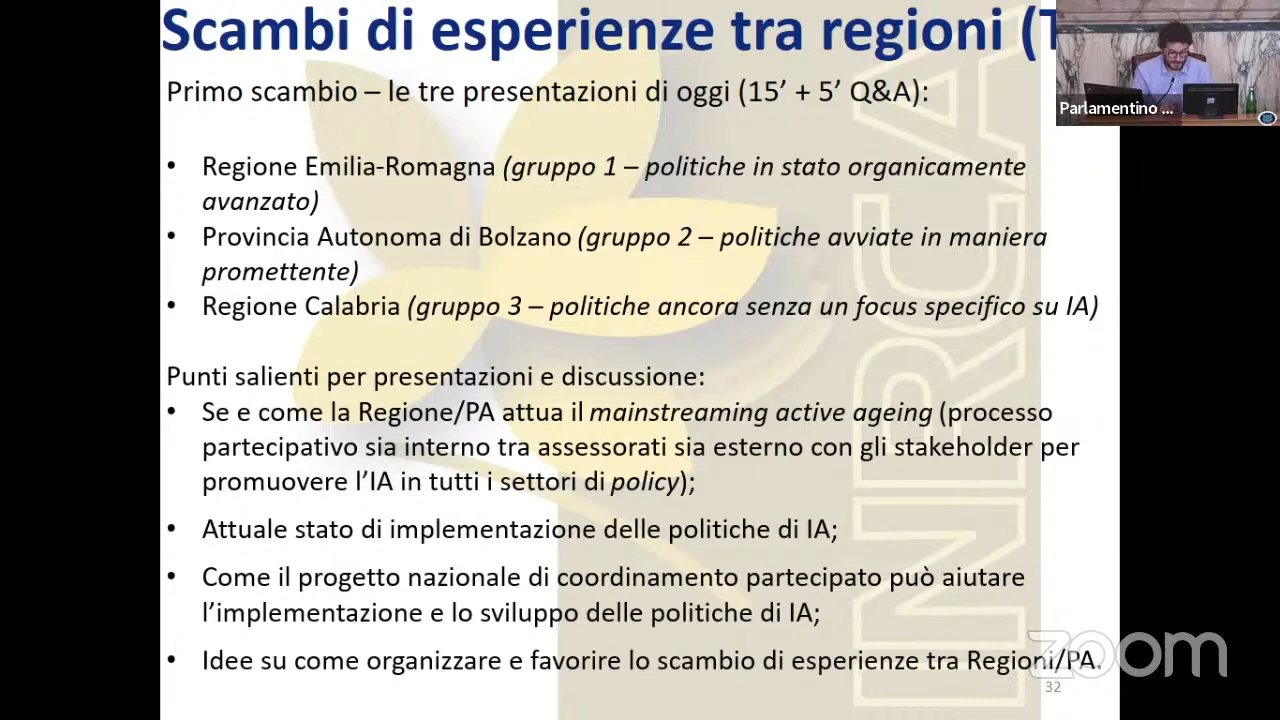 Scambi di esperienze tra regioni (T
Parlamentino ...
Primo scambio – le tre presentazioni di oggi (15’ + 5’ Q&A):
• Regione Emilia-Romagna (gruppo 1 – politiche in stato organicamente
avanzato)
• Provincia Autonoma di Bolzano (gruppo 2 – politiche avviate in maniera
promettente)
• Regione Calabria (gruppo 3 – politiche ancora senza un focus specifico su IA)
Punti salienti per presentazioni e discussione:
• Se e come la Regione/PA attua il mainstreaming active ageing (processo
partecipativo sia interno tra assessorati sia esterno con gli stakeholder per
promuovere l’IA in tutti i settori di policy);
• Attuale stato di implementazione delle politiche di IA;
• Come il progetto nazionale di coordinamento partecipato può aiutare
l’implementazione e lo sviluppo delle politiche di IA;
• Idee su come organizzare e favorire lo scambio di esperienze tra Regioni/PA.
32
INRCA
zoom